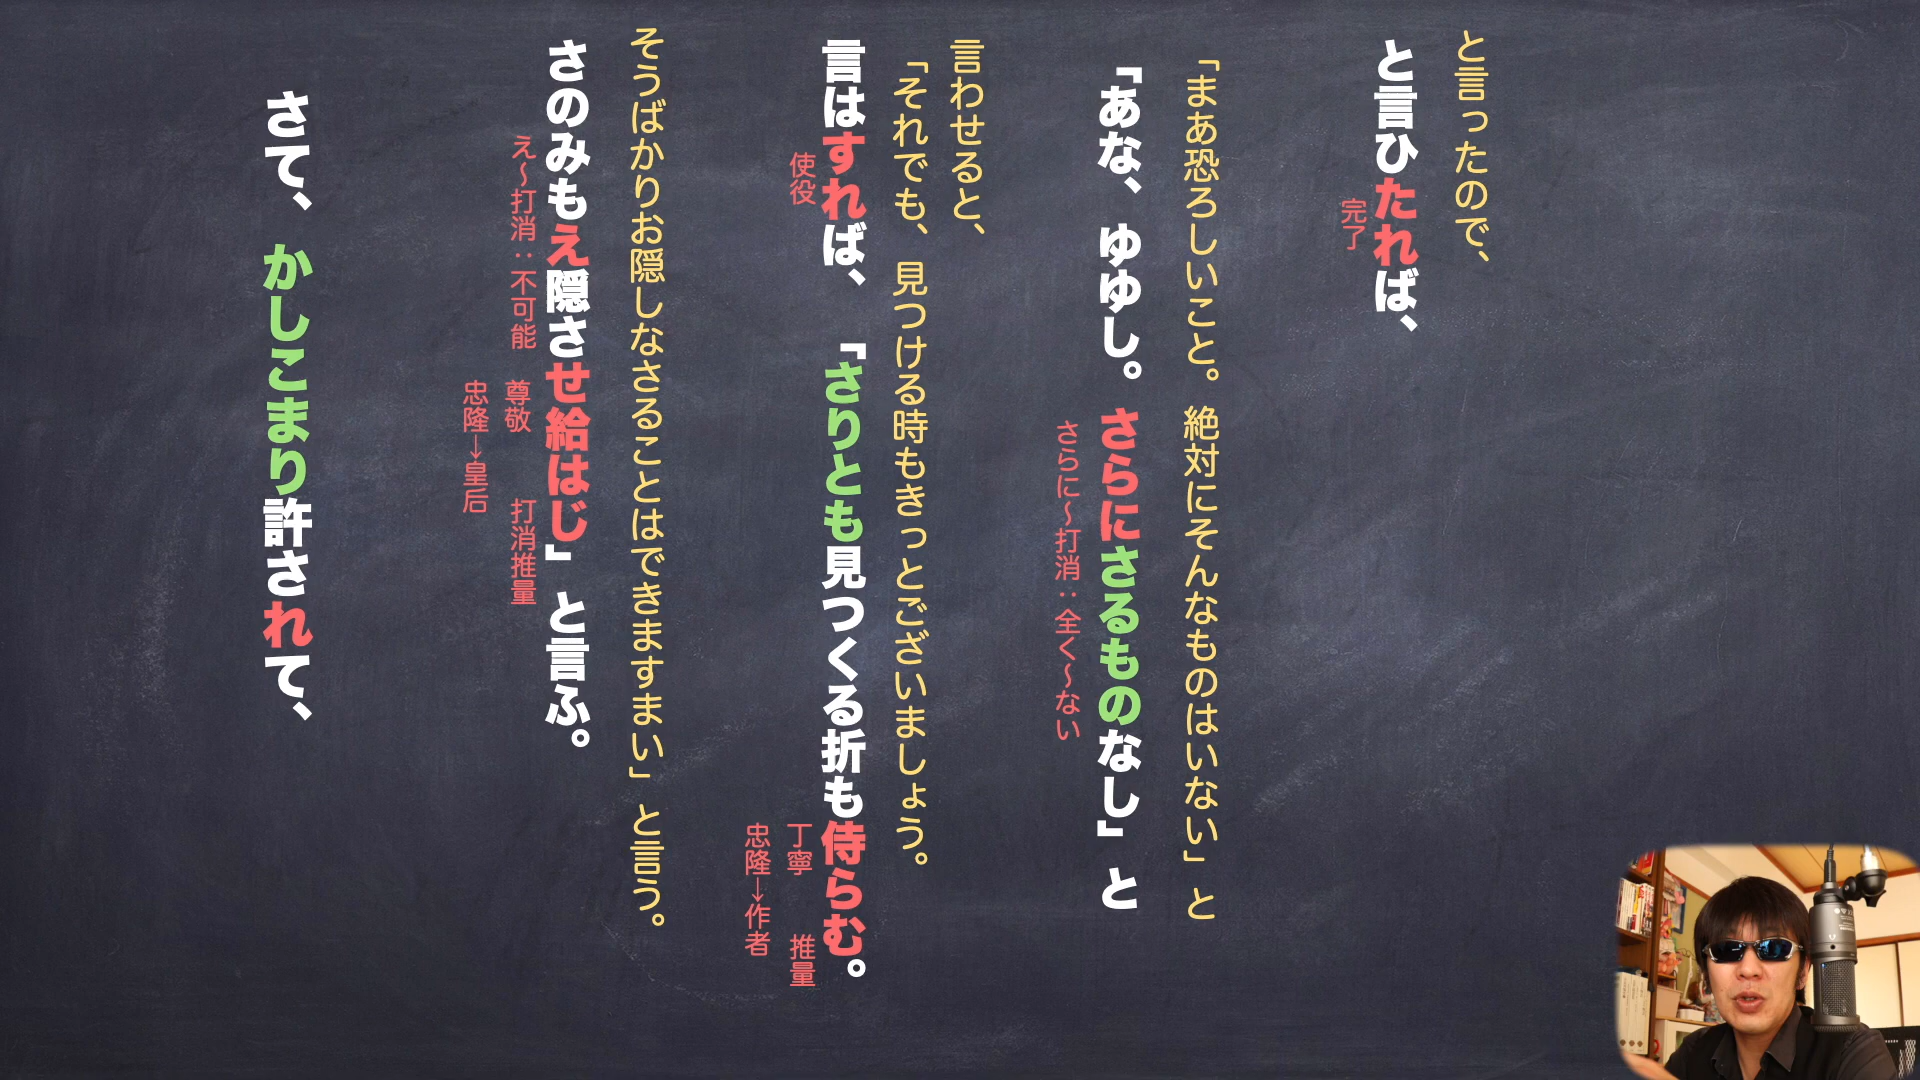 と言ったので、
と言ひたれば、
完了
「まあ恐ろしいこと。絶対にそんなものはいない」と
「あな、ゆゆし。さらにさるものなし」と
さらに～打消：全く～ない
言わせると、
「それでも、見つける時もきっとございましょう。
言はすれば、「さりとも見つくる折も侍らむ。
使役
丁寧
推量
忠隆→作者
そうばかりお隠しなさることはできますまい」と言う。
さのみもえ隠させ給はじ」と言ふ。
え～打消：不可能
尊敬
打消推量
忠隆→皇后
さて、かしこまり許されて、